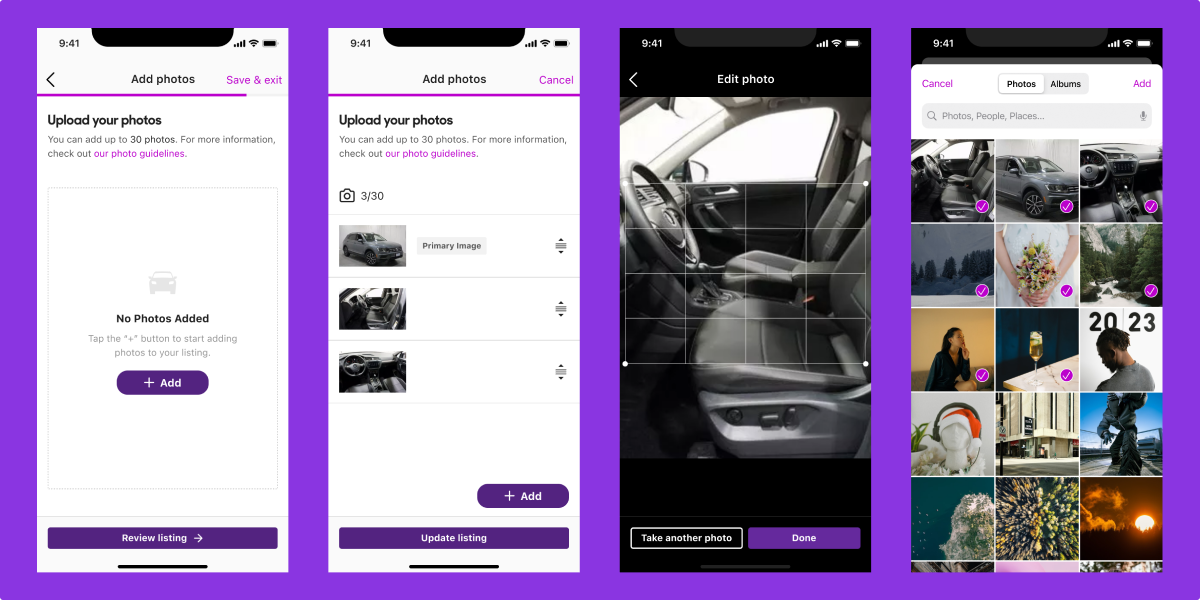 9:41
Add photos
Save & exit
Upload your photos
You can add up to 30 photos. For more information,
check out our photo guidelines.
No Photos Added
Tap the “+” button to start adding
photos to your listing.
+ Add
Review listing →
9:41
Add photos
Cancel
Upload your photos
You can add up to 30 photos. For more information,
check out our photo guidelines.
3/30
Primary Image
+ Add
Update listing
9:41
Edit photo
Take another photo
Done
9:41
Cancel
Photos
Albums
Add
Photos, People, Places...
20 23